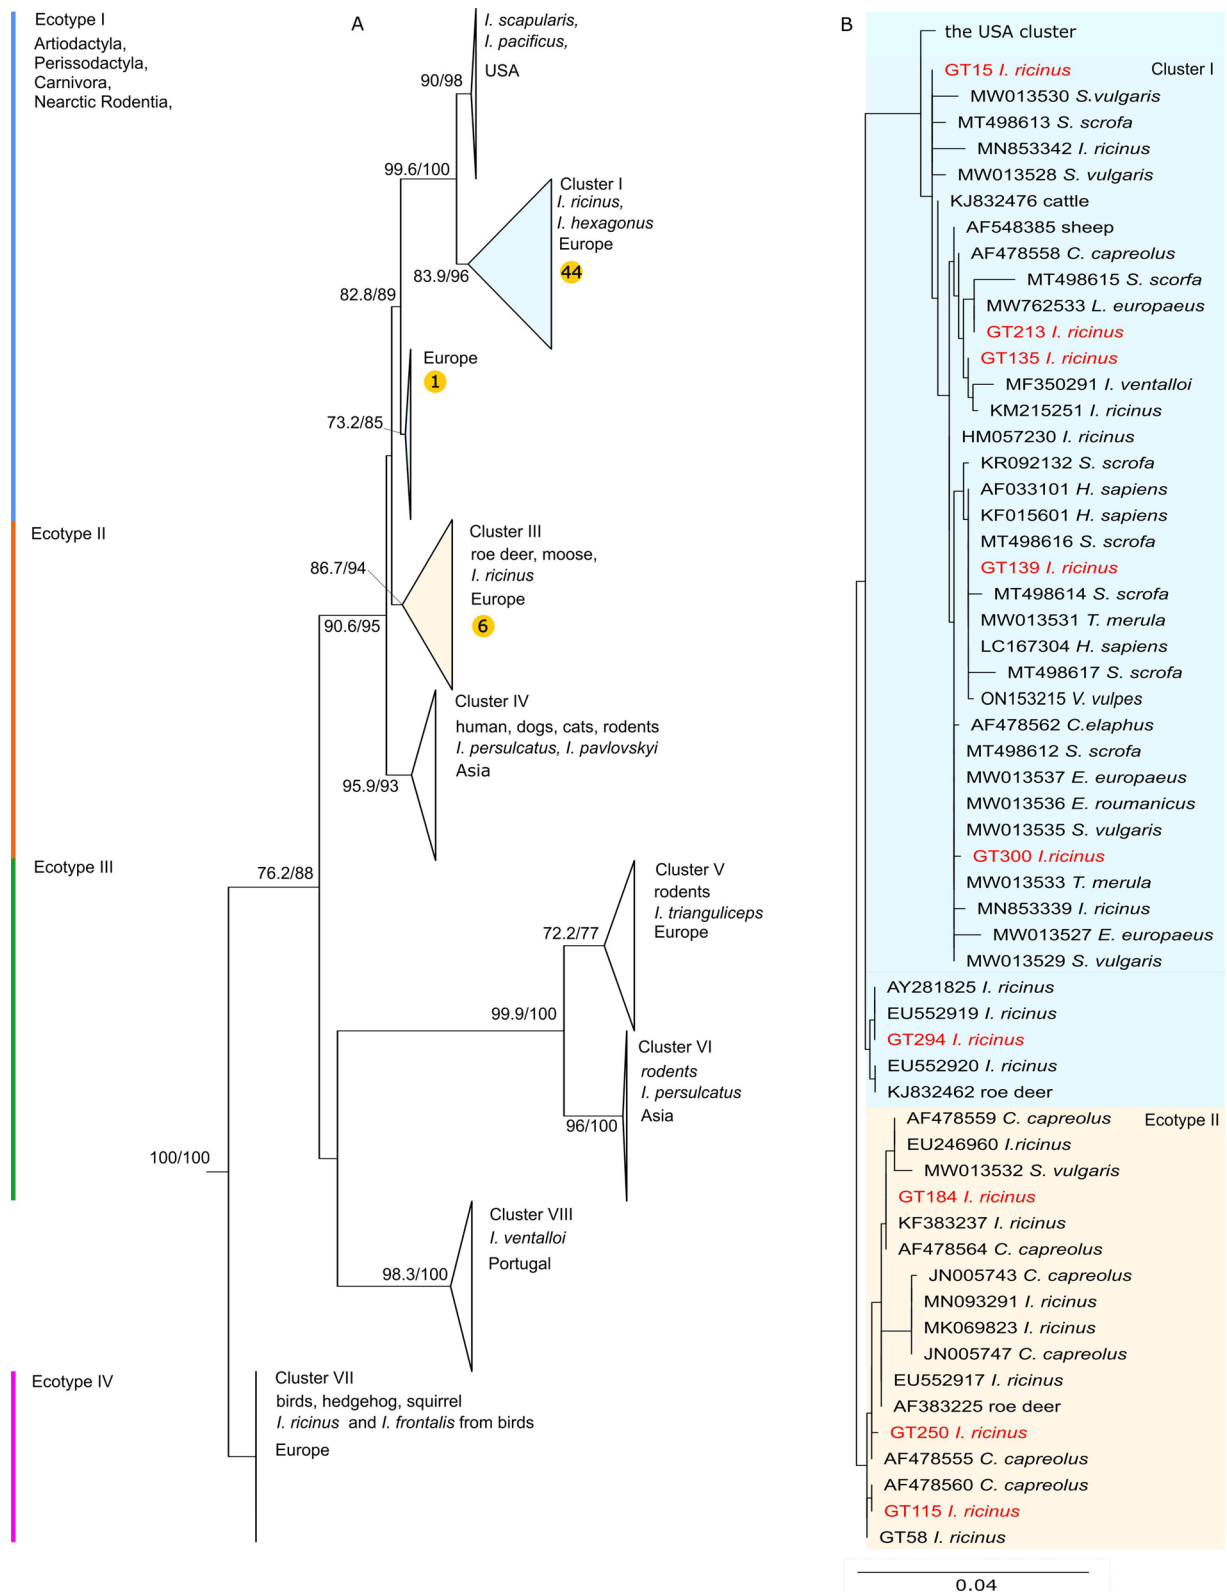 A
Ecotype I
Artiodactyla,
Perissodactyla,
Carnivora,
Nearctic Rodentia,
I. scapularis,
I. pacificus,
USA
90/98
99.6/100
Cluster I
I. ricinus,
I. hexagonus
Europe
44
83.9/96
82.8/89
Europe
1
73.2/85
Ecotype II
Cluster III
roe deer, moose,
I. ricinus
Europe
6
86.7/94
90.6/95
Cluster IV
human, dogs, cats, rodents
I. persulcatus, I. pavlovskyi
Asia
95.9/93
Ecotype III
76.2/88
Cluster V
rodents
I. trianguliceps
Europe
72.2/77
99.9/100
Cluster VI
rodents
I. persulcatus
Asia
96/100
100/100
Cluster VIII
I. ventalloi
Portugal
98.3/100
Ecotype IV
Cluster VII
birds, hedgehog, squirrel
I. ricinus and I. frontalis from birds
Europe
B
the USA cluster
Cluster I
GT15 I. ricinus
MW013530 S.vulgaris
MT498613 S. scrofa
MN853342 I. ricinus
MW013528 S. vulgaris
KJ832476 cattle
AF548385 sheep
AF478558 C. capreolus
MT498615 S. scorfa
MW762533 L. europaeus
GT213 I. ricinus
GT135 I. ricinus
MF350291 I. ventalloi
KM215251 I. ricinus
HM057230 I. ricinus
KR092132 S. scrofa
AF033101 H. sapiens
KF015601 H. sapiens
MT498616 S. scrofa
GT139 I. ricinus
MT498614 S. scrofa
MW013531 T. merula
LC167304 H. sapiens
MT498617 S. scrofa
ON153215 V. vulpes
AF478562 C.elaphus
MT498612 S. scrofa
MW013537 E. europaeus
MW013536 E. roumanicus
MW013535 S. vulgaris
GT300 I.ricinus
MW013533 T. merula
MN853339 I. ricinus
MW013527 E. europaeus
MW013529 S. vulgaris
AY281825 I. ricinus
EU552919 I. ricinus
GT294 I. ricinus
EU552920 I. ricinus
KJ832462 roe deer
Ecotype II
AF478559 C. capreolus
EU246960 I.ricinus
MW013532 S. vulgaris
GT184 I. ricinus
KF383237 I. ricinus
AF478564 C. capreolus
JN005743 C. capreolus
MN093291 I. ricinus
MK069823 I. ricinus
JN005747 C. capreolus
EU552917 I. ricinus
AF383225 roe deer
GT250 I. ricinus
AF478555 C. capreolus
AF478560 C. capreolus
GT115 I. ricinus
GT58 I. ricinus
0.04